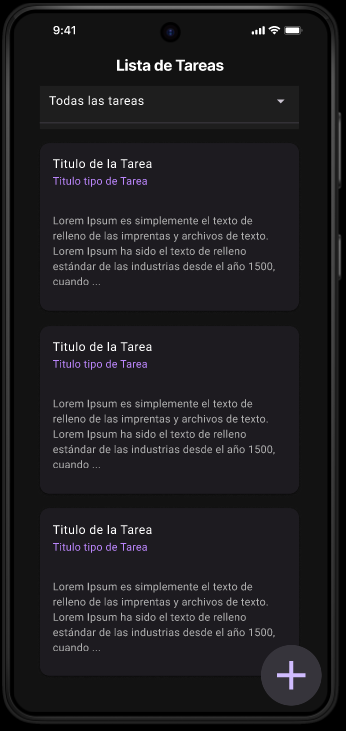 9:41
Lista de Tareas
Todas las tareas
Titulo de la Tarea
Titulo tipo de Tarea
Lorem Ipsum es simplemente el texto de
relleno de las imprentas y archivos de texto.
Lorem Ipsum ha sido el texto de relleno
estándar de las industrias desde el año 1500,
cuando ...
Titulo de la Tarea
Titulo tipo de Tarea
Lorem Ipsum es simplemente el texto de
relleno de las imprentas y archivos de texto.
Lorem Ipsum ha sido el texto de relleno
estándar de las industrias desde el año 1500,
cuando ...
Titulo de la Tarea
Titulo tipo de Tarea
Lorem Ipsum es simplemente el texto de
relleno de las imprentas y archivos de texto.
Lorem Ipsum ha sido el texto de relleno
estándar de las industrias desde el año 1500,
cuando ...